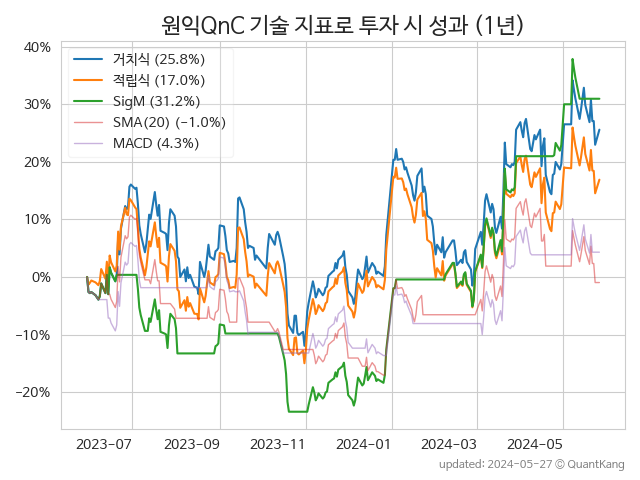 원익QnC 기술 지표로 투자 시 성과 (1년)
40%
30%
20%
10%
0%
−10%
−20%
거치식 (25.8%)
적립식 (17.0%)
SigM (31.2%)
SMA(20) (−1.0%)
MACD (4.3%)
2023-07
2023-09
2023-11
2024-01
2024-03
2024-05
updated: 2024-05-27 © QuantKang